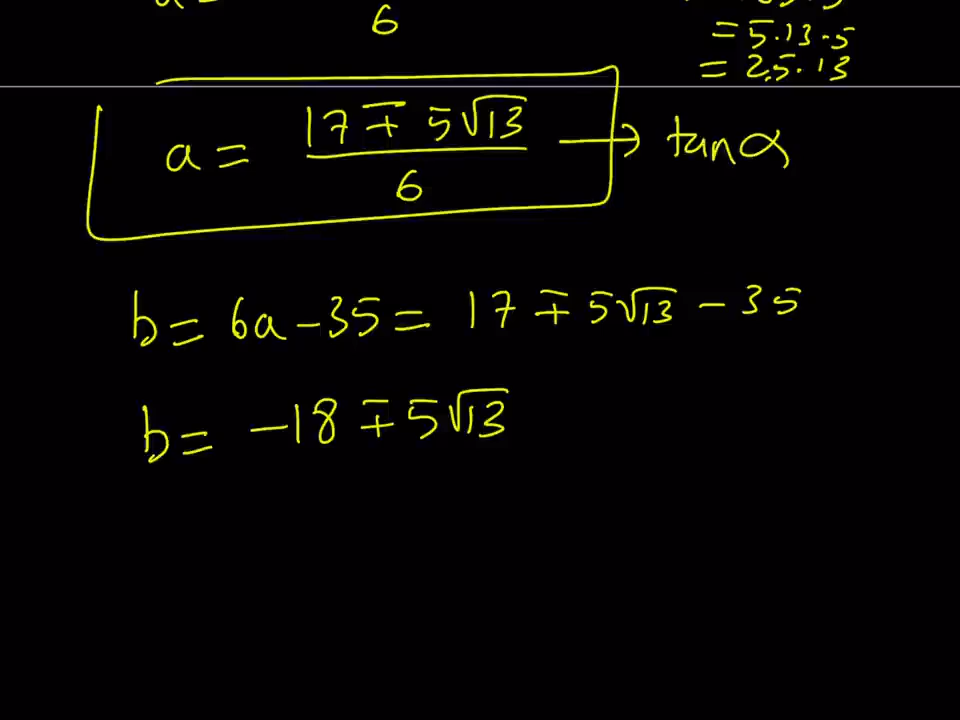 6
= 5.13.5
= 25.13
a = (17 ∓ 5√13)/6 → tanα
b = 6a - 35 = 17 ∓ 5√13 - 35
b = -18 ∓ 5√13